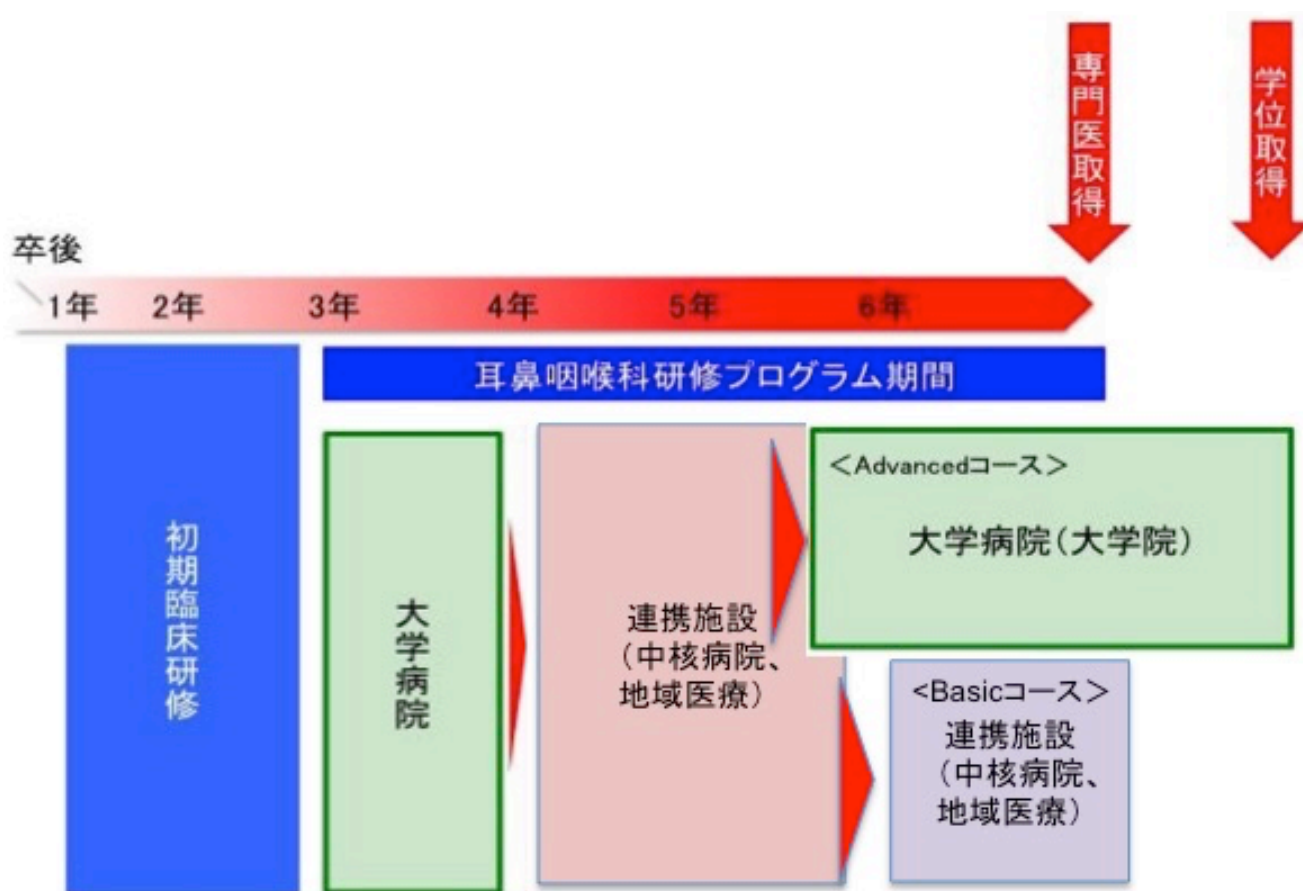 専門医取得
学位取得
卒後
1年 2年 3年 4年 5年 6年
耳鼻咽喉科研修プログラム期間
初期臨床研修
大学病院
連携施設
（中核病院、
地域医療）
＜Advancedコース＞
大学病院（大学院）
＜Basicコース＞
連携施設
（中核病院、
地域医療）